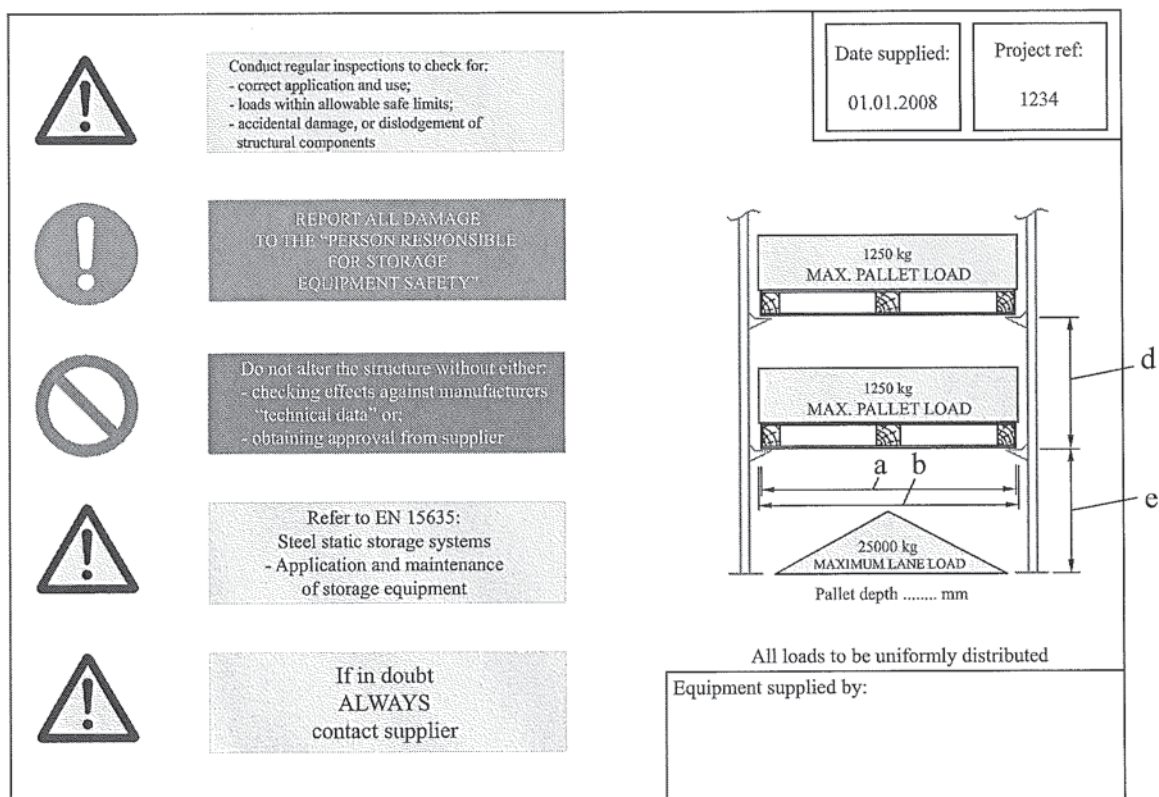 Conduct regular inspections to check for:
- correct application and use;
- loads within allowable safe limits;
- accidental damage, or dislodgement of
structural components
REPORT ALL DAMAGE
TO THE "PERSON RESPONSIBLE
FOR STORAGE
EQUIPMENT SAFETY"
Do not alter the structure without either:
- checking effects against manufacturers
"technical data" or;
- obtaining approval from supplier
Refer to EN 15635:
Steel static storage systems
- Application and maintenance
of storage equipment
If in doubt
ALWAYS
contact supplier
Date supplied:
01.01.2008
Project ref:
1234
1250 kg
MAX. PALLET LOAD
1250 kg
MAX. PALLET LOAD
d
a
b
e
25000 kg
MAXIMUM LANE LOAD
Pallet depth ........ mm
All loads to be uniformly distributed
Equipment supplied by: